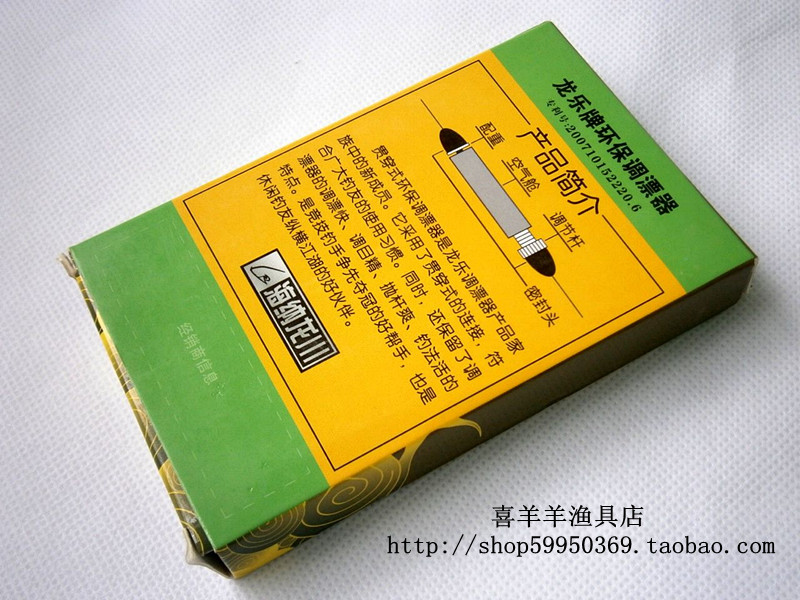 龙乐牌环保调漂器
专利号:200710152220.6
产品简介
配重
空气舱
调节杆
密封头
贯穿式环保调漂器是龙乐调漂器产品家
族中的新成员。它采用了贯穿式的连接，符
合广大钓友的使用习惯。同时，还保留了调
漂器的调漂快、调目精、抛杆爽、钓法活的
特点。是竞技钓手争先夺冠的好帮手，也是
休闲钓友纵横江湖的好伙伴。
海纳龙川
经销商信息
喜羊羊渔具店
http://shop59950369.taobao.com